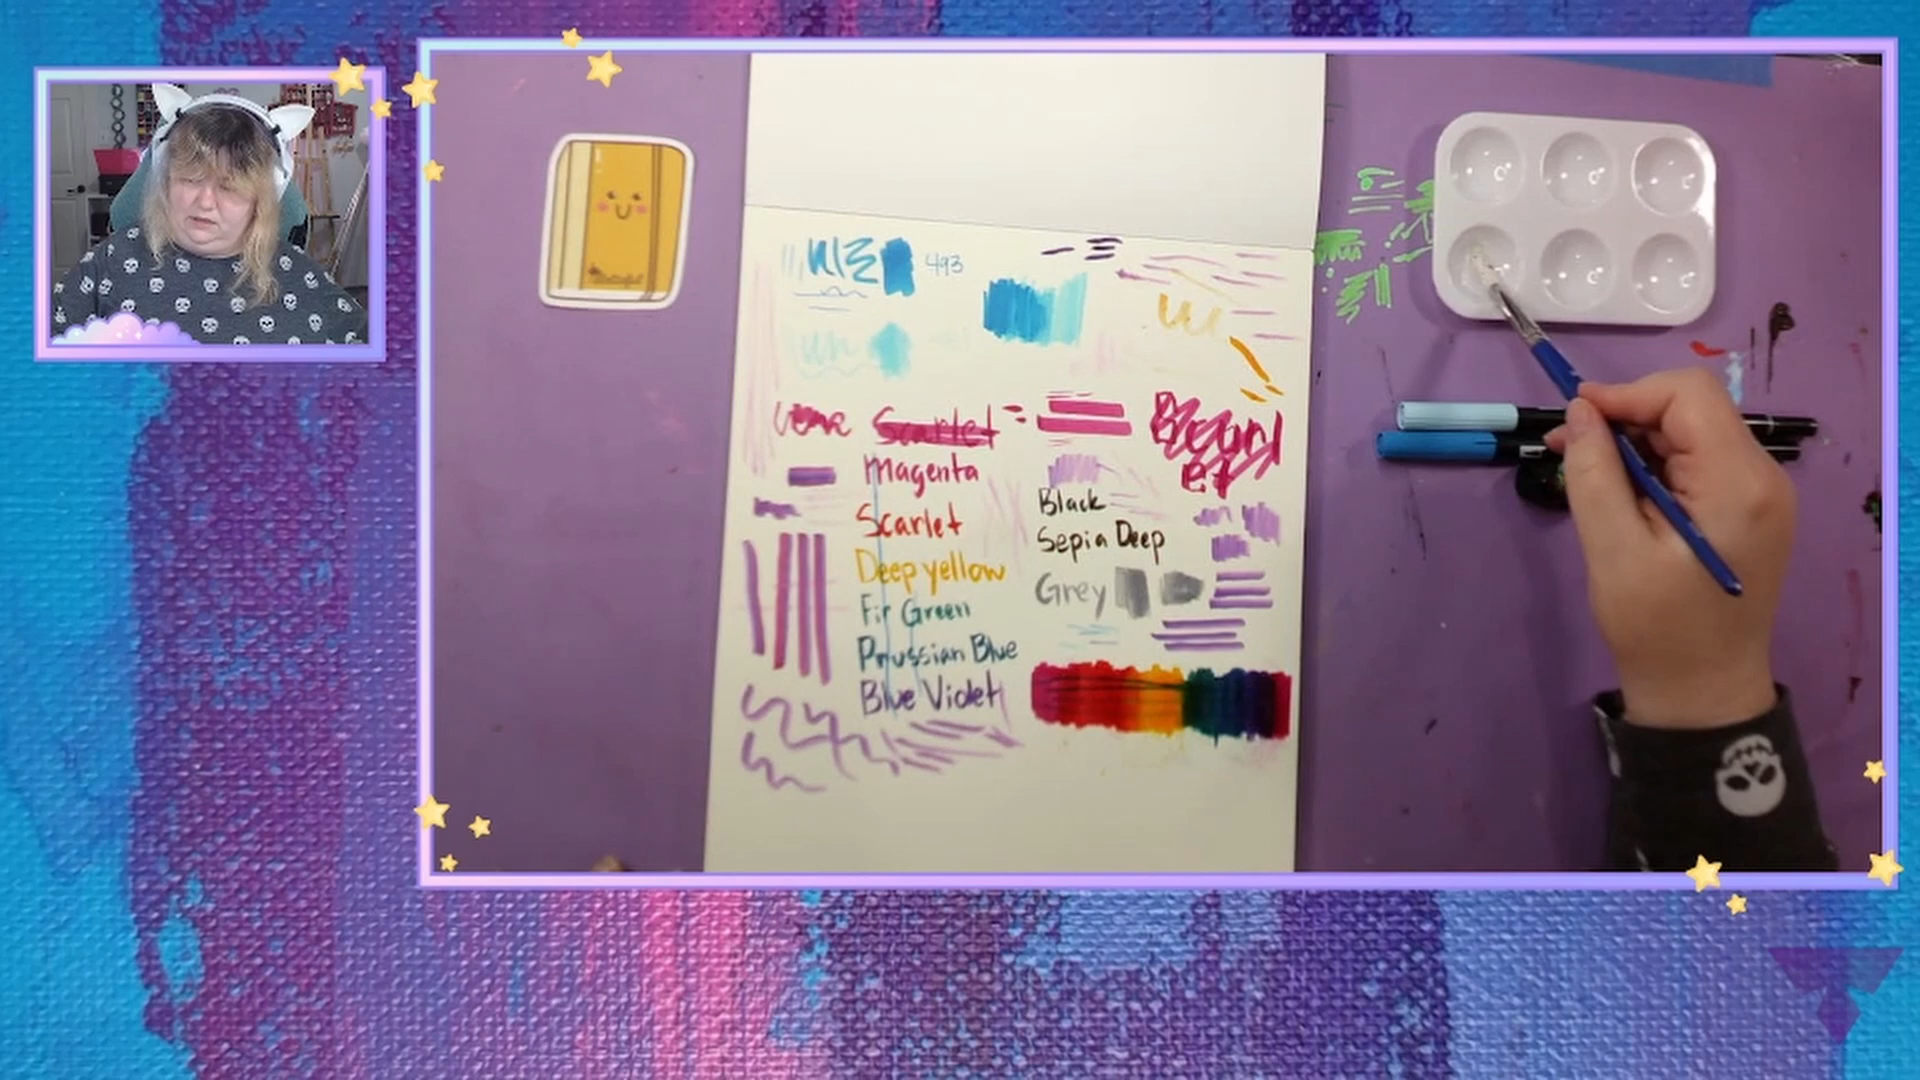 493
Scarlet
Magenta
Scarlet
Deep yellow
Fir Green
Prussian Blue
Blue Violet
Black
Sepia Deep
Grey